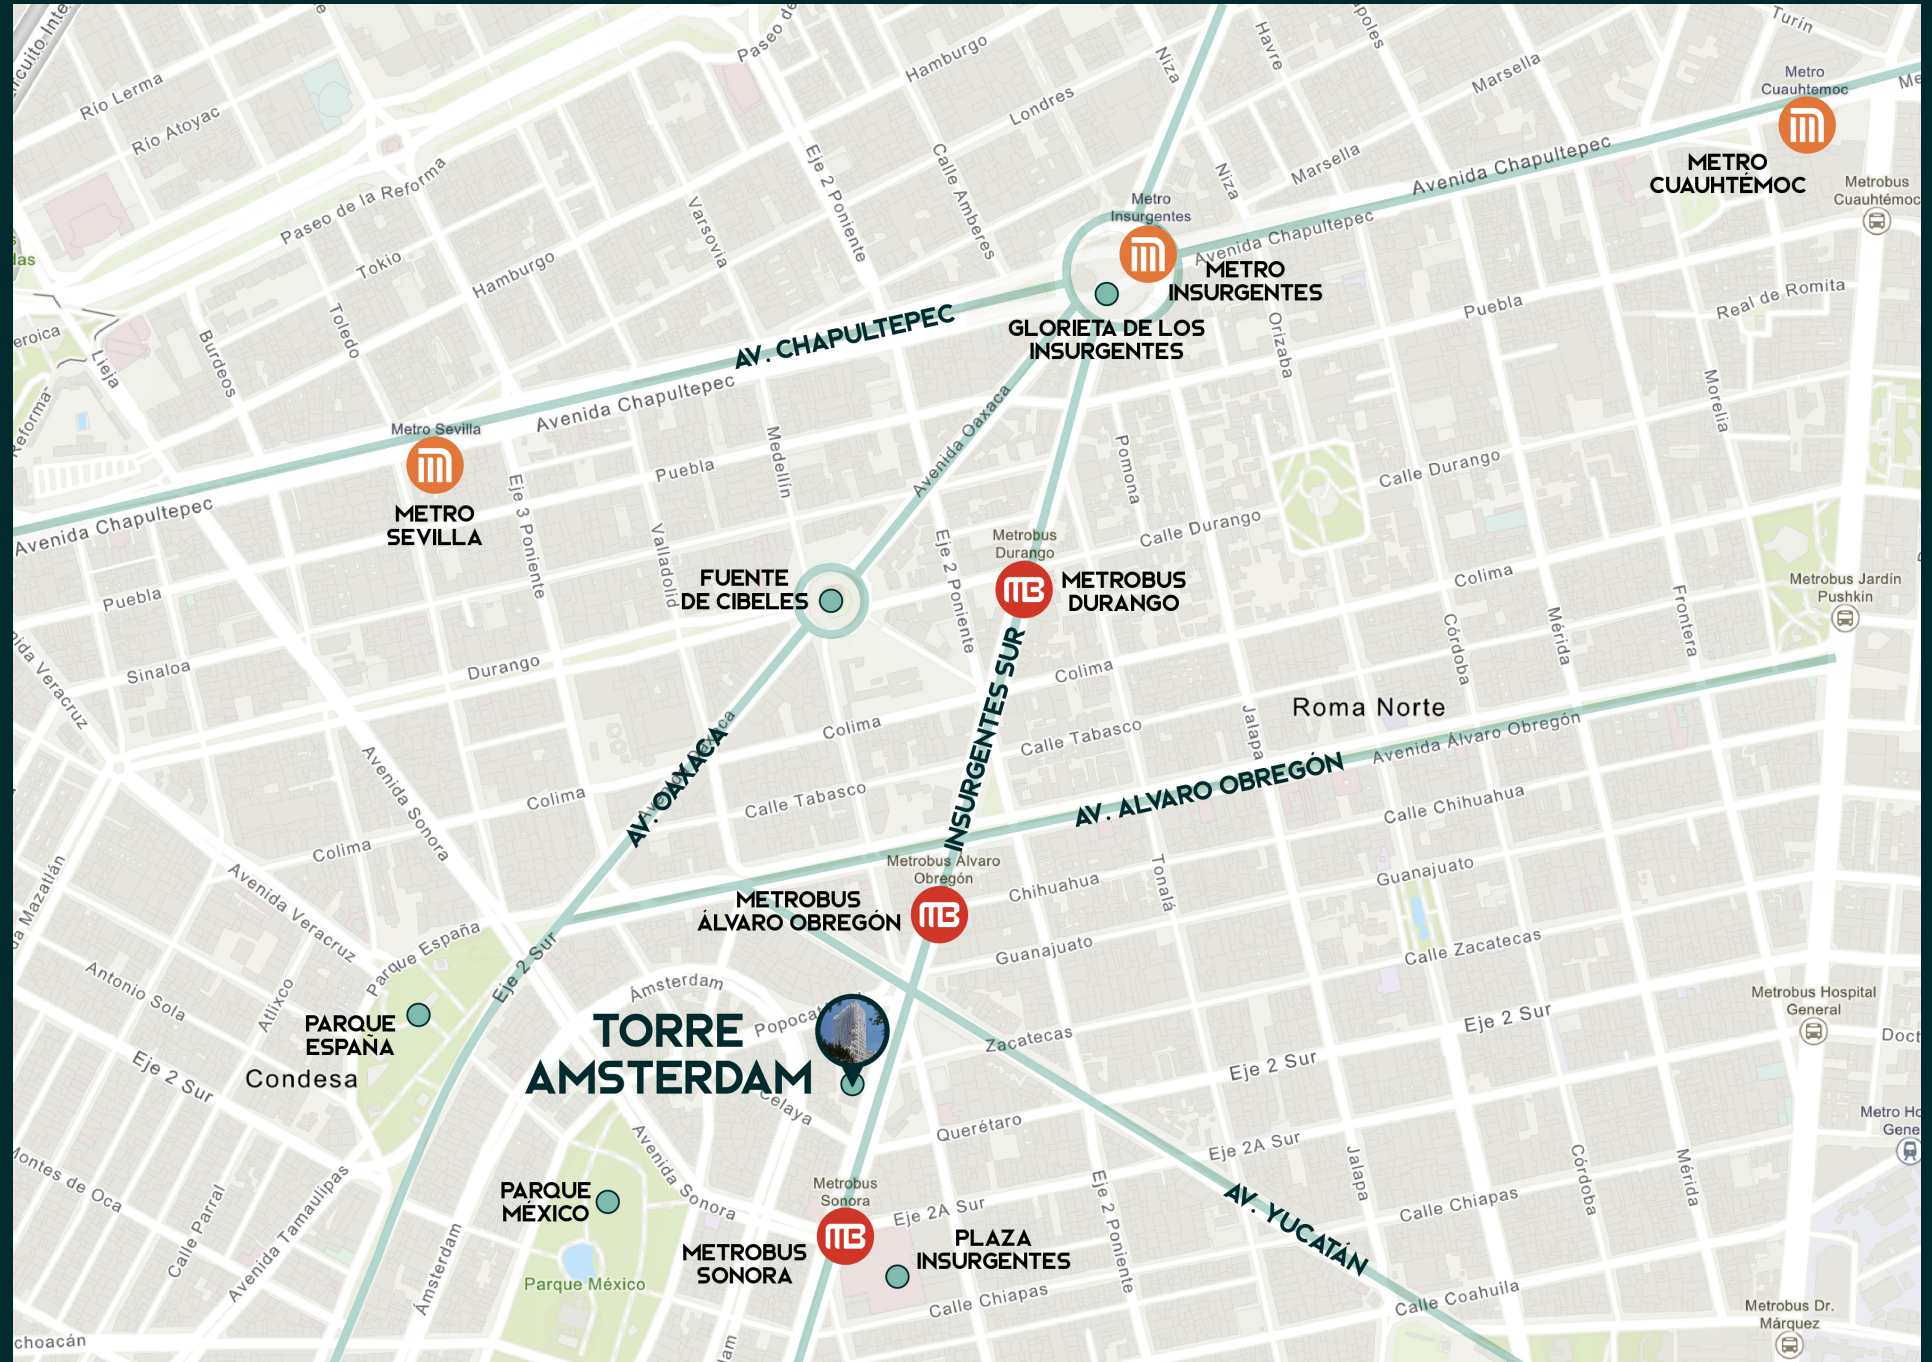 Turín
Paseo de
Hamburgo
Niza
Havre
Marsella
Metro
Cuauhtemoc
Río Lerma
Londres
Río Atoyac
METRO
CUAUHTÉMOC
Metrobus
Cuauhtémoc
Eje 2 Poniente
Calle Amberes
Niza
Marsella
Avenida Chapultepec
Paseo de la Reforma
Varsovia
Metro
Insurgentes
Avenida Chapultepec
Tokio
Hamburgo
METRO
INSURGENTES
GLORIETA DE LOS
INSURGENTES
Orizaba
Puebla
Real de Romita
Toledo
Burdeos
Lieja
AV. CHAPULTEPEC
Avenida Chapultepec
Avenida Oaxaca
Morelia
Reforma
Metro Sevilla
METRO
SEVILLA
Puebla
Medellín
Pomona
Calle Durango
Avenida Chapultepec
Eje 3 Poniente
Valladolid
Eje 2 Poniente
Metrobus
Durango
Calle Durango
METROBUS
DURANGO
FUENTE
DE CIBELES
Puebla
Colima
Metrobus Jardín
Pushkin
Frontera
Mérida
Córdoba
Sinaloa
Durango
Colima
INSURGENTES SUR
Roma Norte
Jalapa
Avenida Álvaro Obregón
Colima
Calle Tabasco
AV. OAXACA
Avenida Sonora
Colima
Calle Tabasco
AV. ALVARO OBREGÓN
Calle Chihuahua
Colima
Metrobus Álvaro
Obregón
METROBUS
ÁLVARO OBREGÓN
Chihuahua
Tonalá
Guanajuato
Avenida Veracruz
Parque España
Eje 2 Sur
Guanajuato
Calle Zacatecas
Antonio Sola
Atlixco
Ámsterdam
Metrobus Hospital
General
PARQUE
ESPAÑA
Condesa
TORRE
AMSTERDAM
Zacatecas
Eje 2 Sur
Eje 2 Sur
Eje 2 Sur
Celaya
Querétaro
Eje 2A Sur
Avenida Sonora
Jalapa
Córdoba
Mérida
Montes de Oca
Calle Parral
Avenida Tamaulipas
Ámsterdam
PARQUE
MÉXICO
Parque México
Metrobus
Sonora
METROBUS
SONORA
Eje 2A Sur
PLAZA
INSURGENTES
Eje 2 Poniente
AV. YUCATÁN
Calle Chiapas
Calle Chiapas
Calle Coahuila
Metrobus Dr.
Márquez